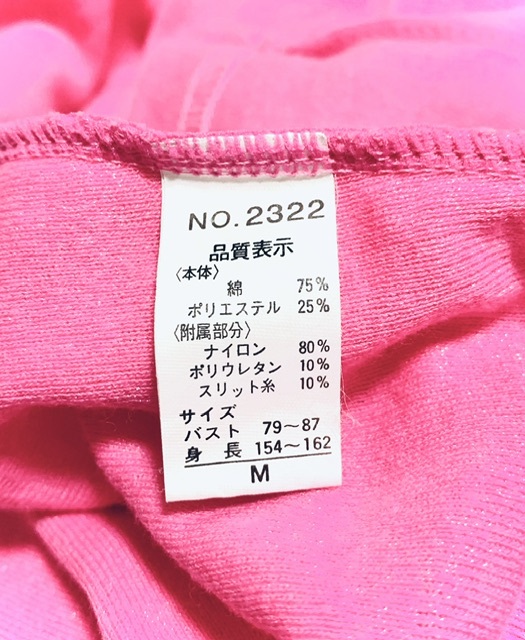 NO.2322
品質表示
〈本体〉
綿 75%
ポリエステル 25%
〈附属部分〉
ナイロン 80%
ポリウレタン 10%
スリット糸 10%
サイズ
バスト 79〜87
身長 154〜162
M